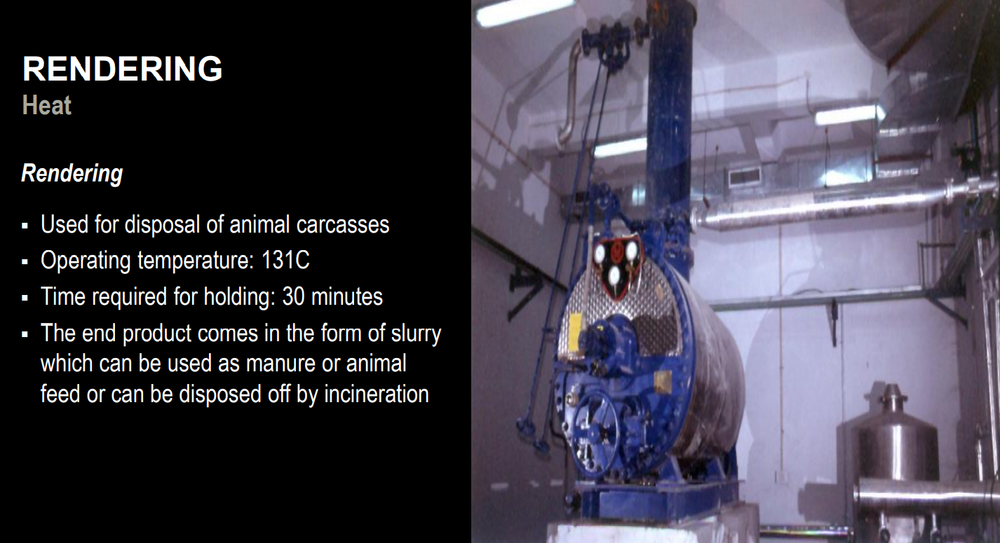 RENDERING
Heat
Rendering
▪ Used for disposal of animal carcasses
▪ Operating temperature: 131C
▪ Time required for holding: 30 minutes
▪ The end product comes in the form of slurry
which can be used as manure or animal
feed or can be disposed off by incineration